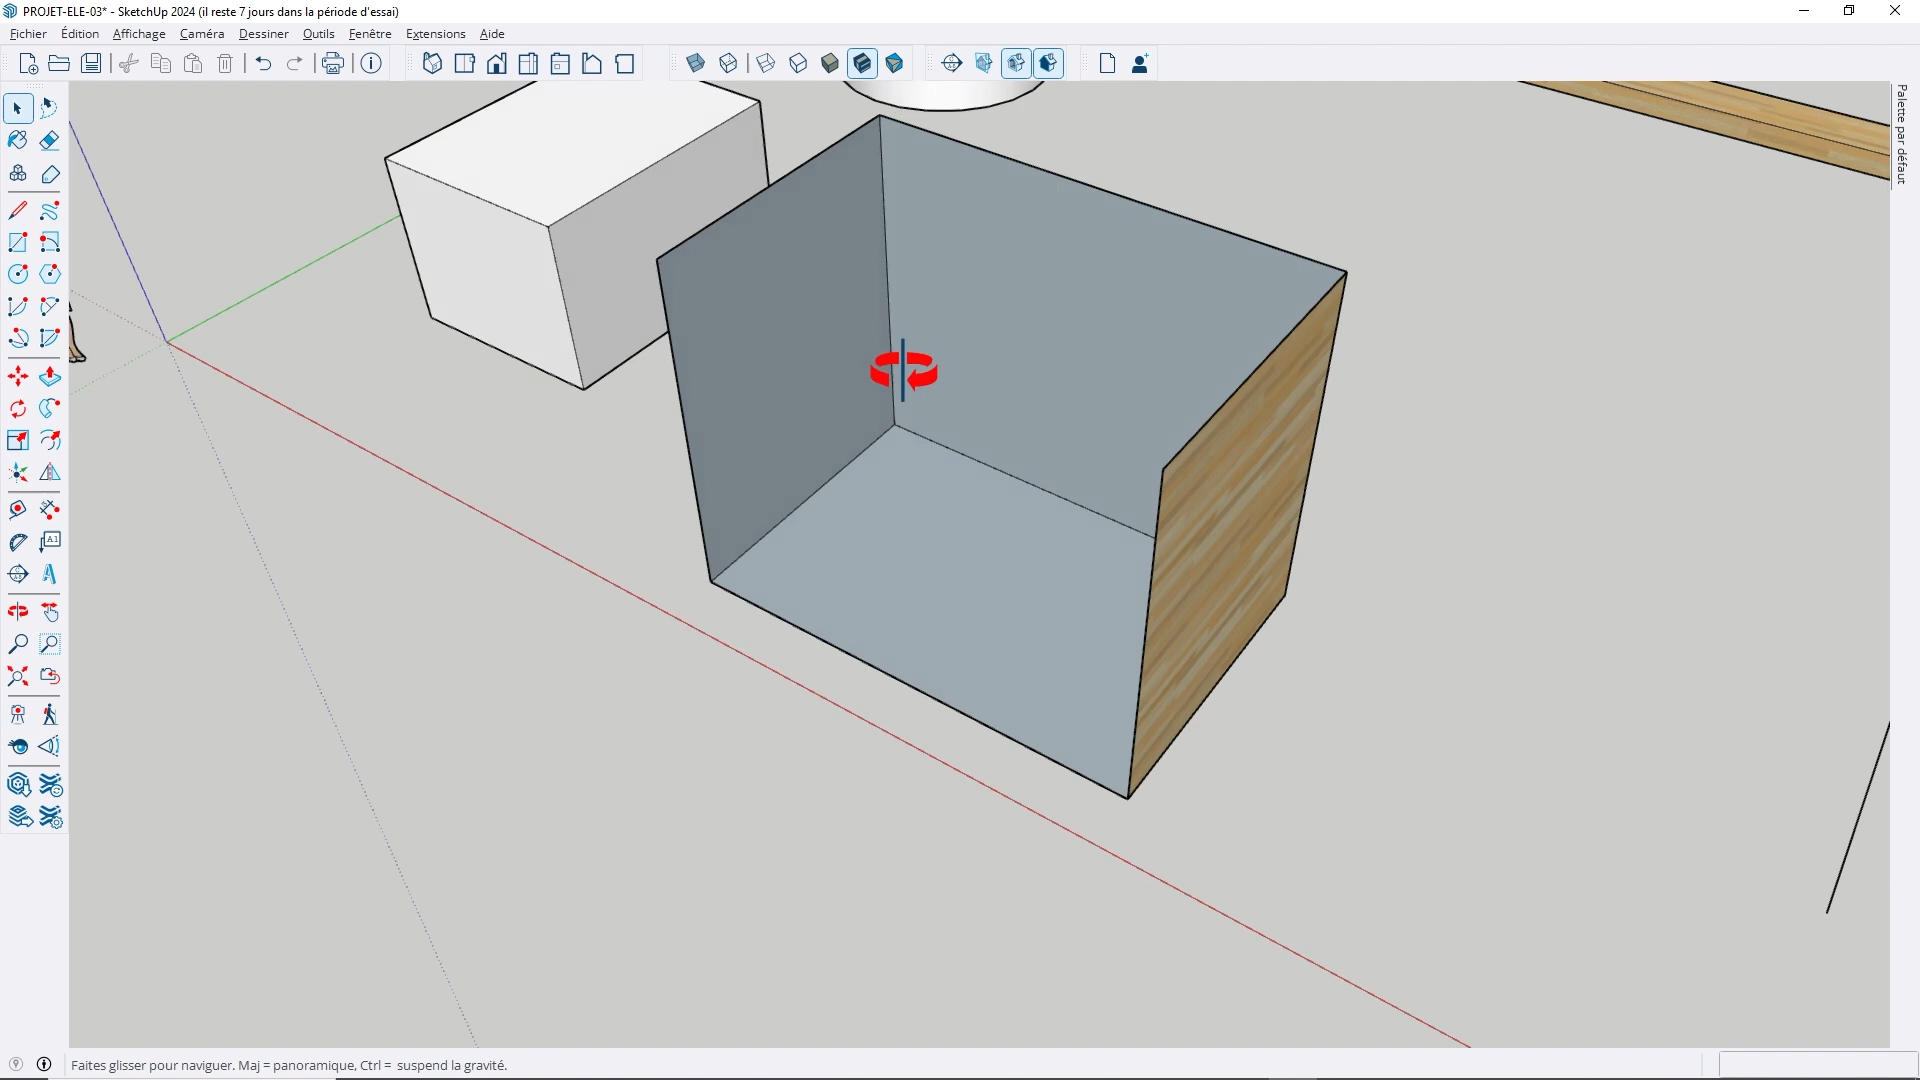 PROJET-ELE-03* - SketchUp 2024 (il reste 7 jours dans la période d'essai)
Fichier Édition Affichage Caméra Dessiner Outils Fenêtre Extensions Aide
Palette par défaut
A1
A
Faites glisser pour naviguer. Maj = panoramique, Ctrl = suspend la gravité.